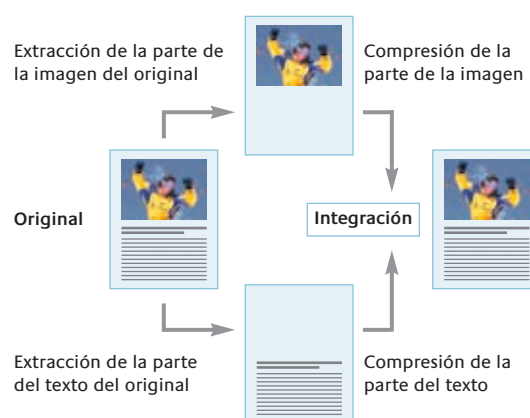 Extracción de la parte de
la imagen del original
Compresión de la
parte de la imagen
Original
Integración
Extracción de la parte
del texto del original
Compresión de la
parte del texto